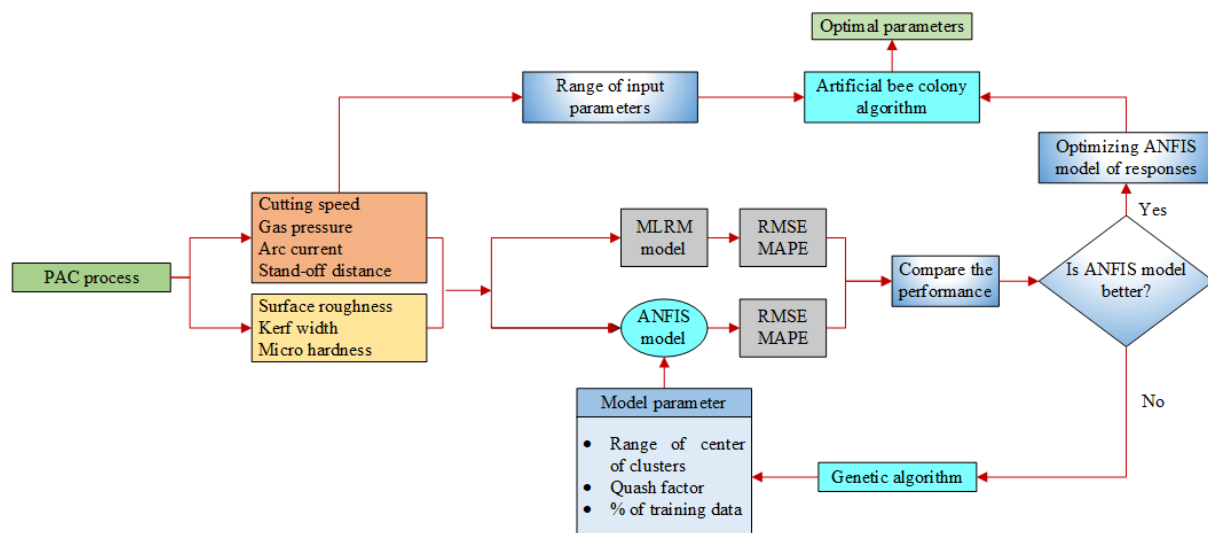 Optimal parameters
Range of input
parameters
Artificial bee colony
algorithm
Optimizing ANFIS
model of responses
Yes
Cutting speed
Gas pressure
Arc current
Stand-off distance
MLRM
model
RMSE
MAPE
PAC process
Compare the
performance
Is ANFIS model
better?
Surface roughness
Kerf width
Micro hardness
ANFIS
model
RMSE
MAPE
No
Model parameter
• Range of center
of clusters
• Quash factor
• % of training data
Genetic algorithm